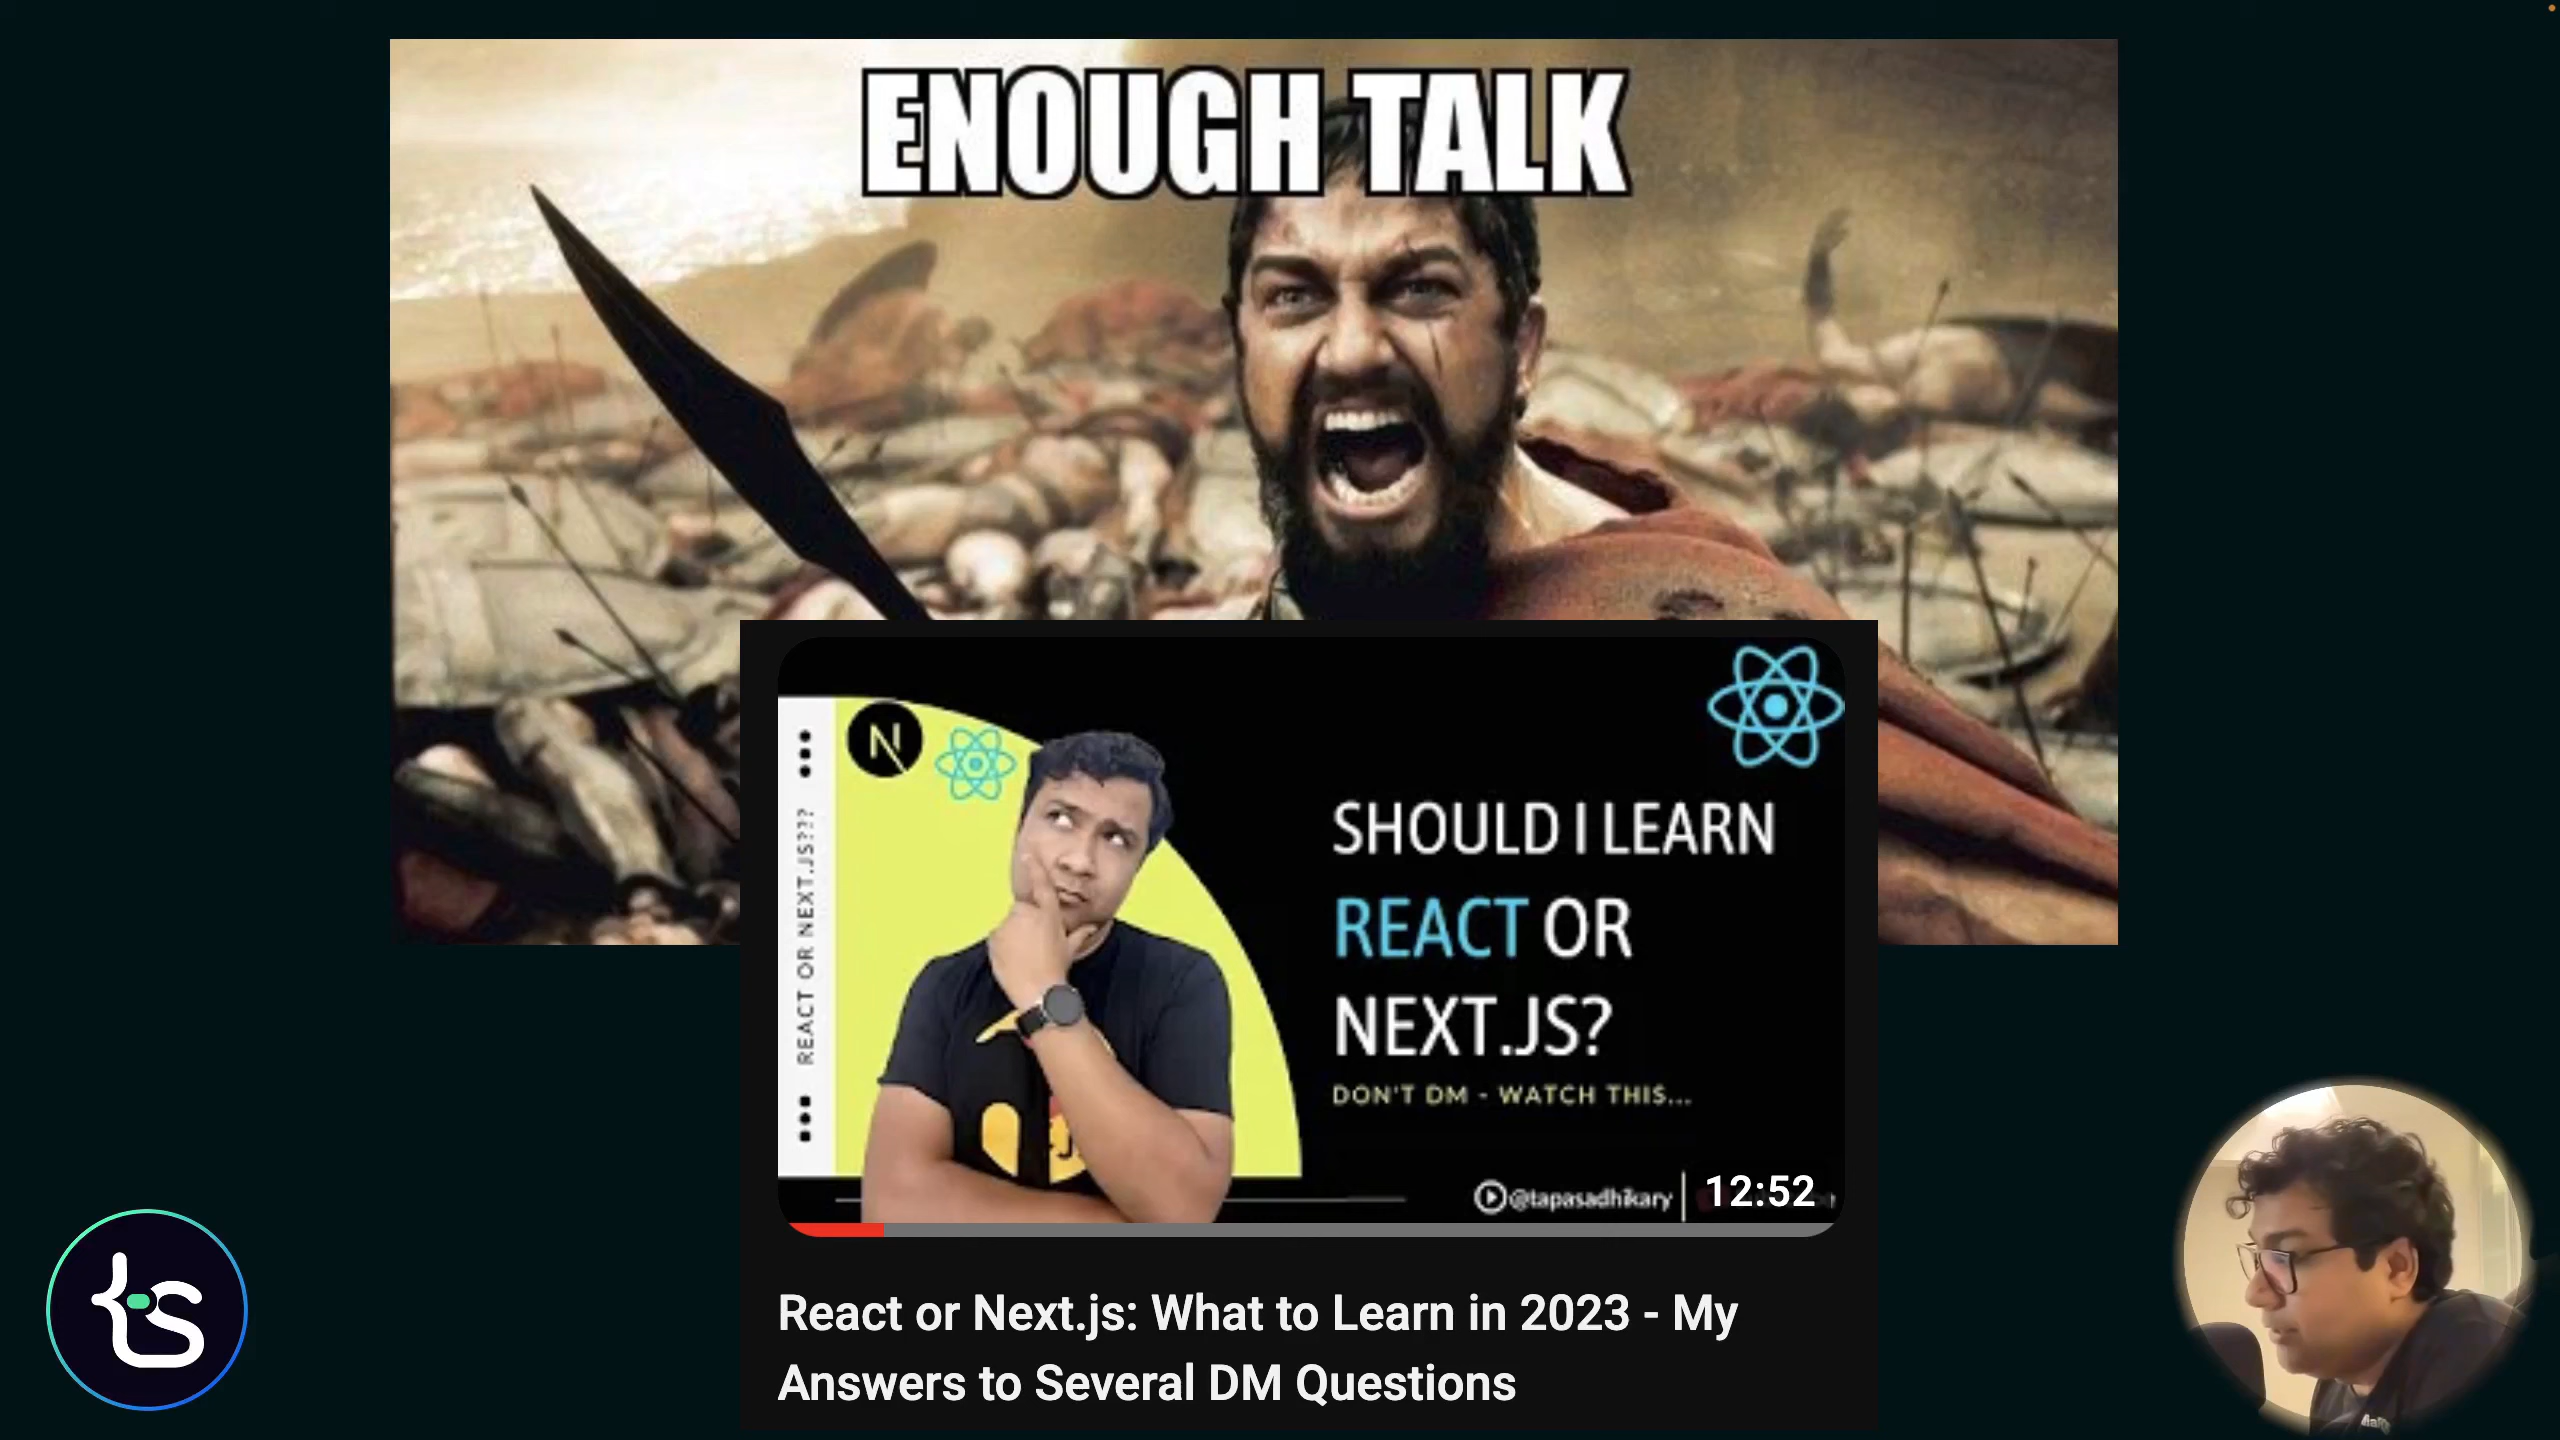 ENOUGH TALK
REACT OR NEXT.JS???
N
SHOULD I LEARN
REACT OR
NEXT.JS?
DON'T DM - WATCH THIS...
@tapasadhikary
12:52
React or Next.js: What to Learn in 2023 - My
Answers to Several DM Questions
ts